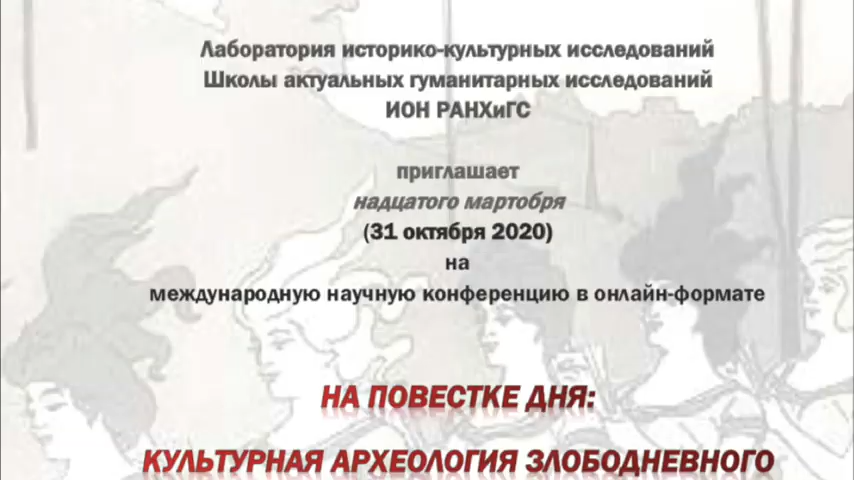 Лаборатория историко-культурных исследований
Школы актуальных гуманитарных исследований
ИОН РАНХиГС
приглашает
надцатого мартобря
(31 октября 2020)
на
международную научную конференцию в онлайн-формате
НА ПОВЕСТКЕ ДНЯ:
КУЛЬТУРНАЯ АРХЕОЛОГИЯ ЗЛОБОДНЕВНОГО